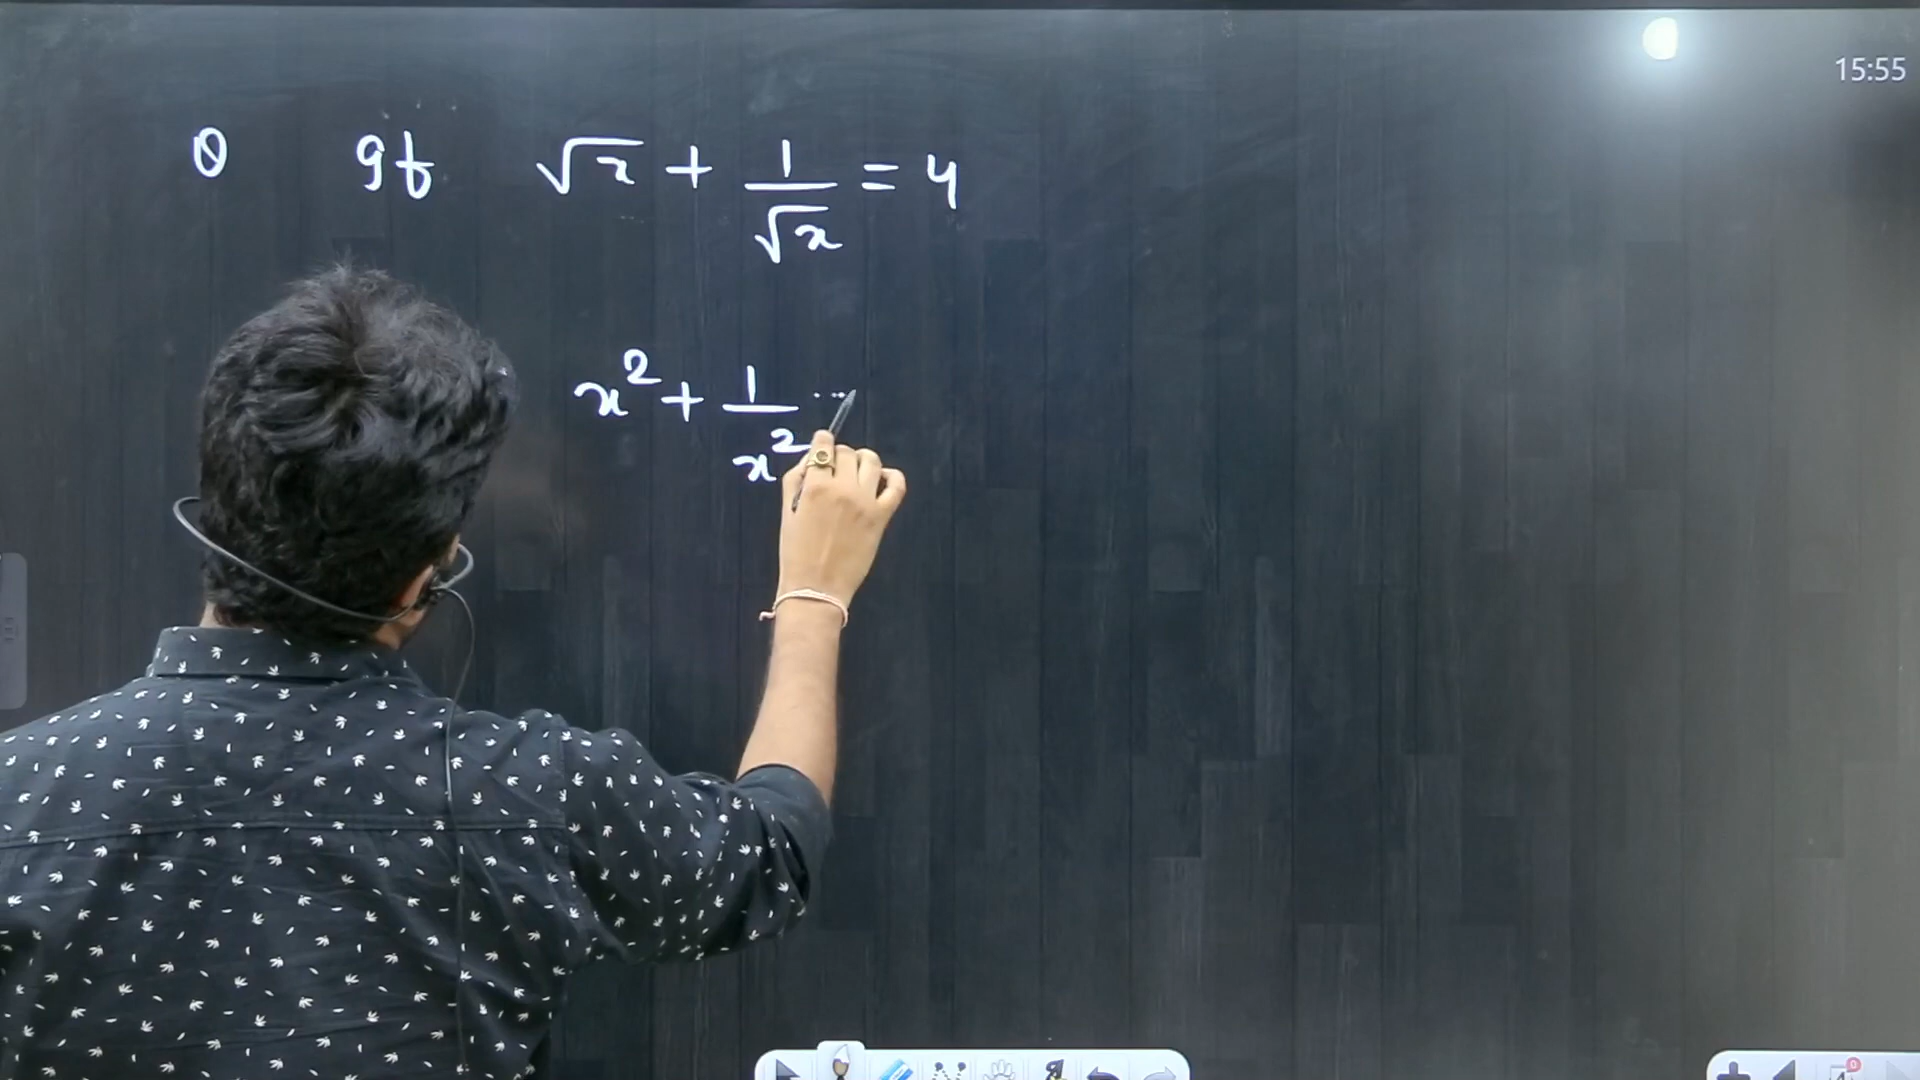 15:55
Q If √x + 1/√x = 4
x² + 1/x² ...